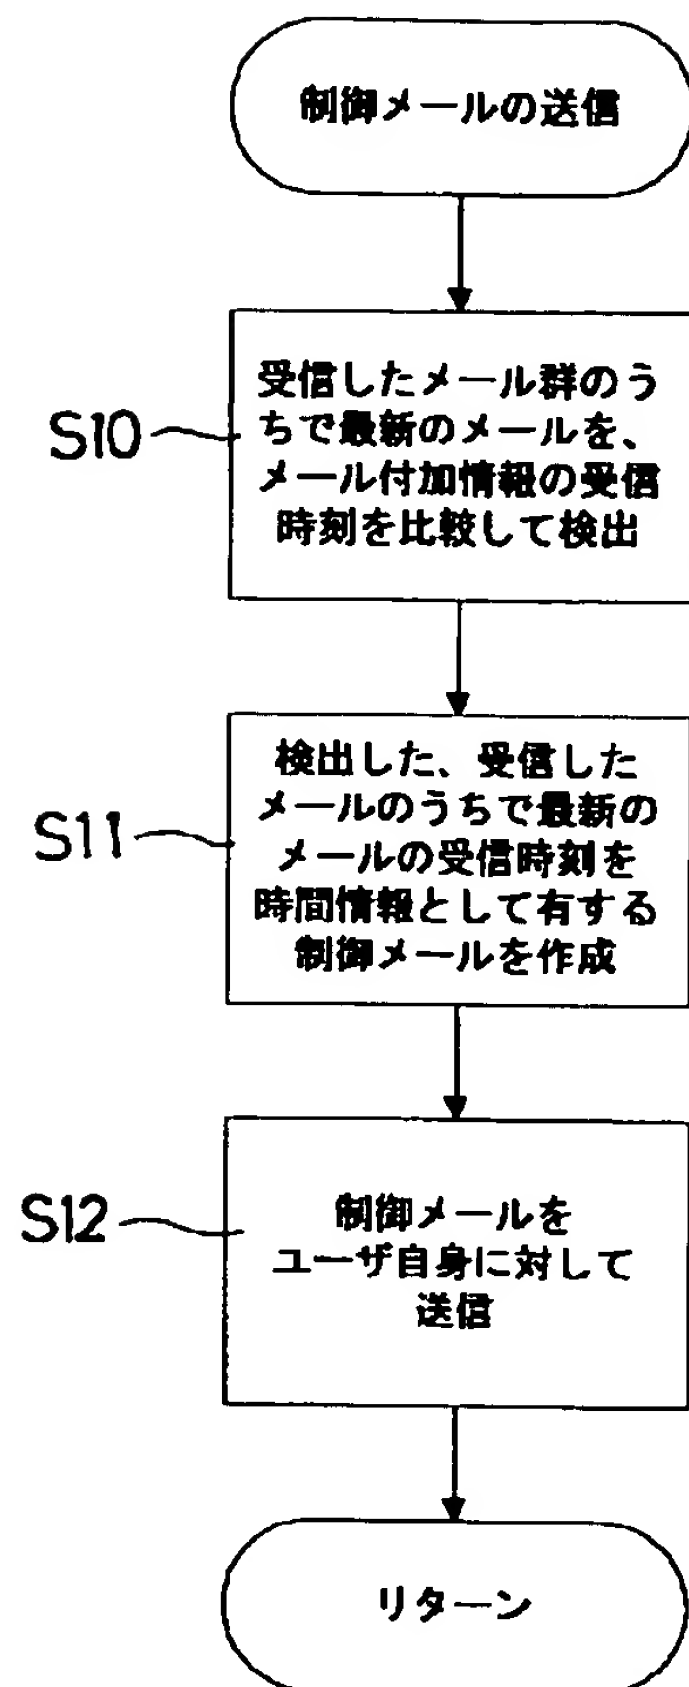 制御メールの送信
S10
受信したメール群のう
ちで最新のメールを、
メール付加情報の受信
時刻を比較して検出
S11
検出した、受信した
メールのうちで最新の
メールの受信時刻を
時間情報として有する
制御メールを作成
S12
制御メールを
ユーザ自身に対して
送信
リターン